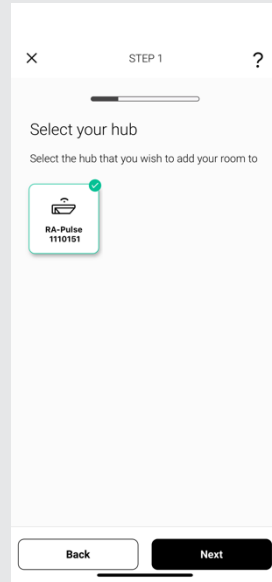 STEP 1
?
Select your hub
Select the hub that you wish to add your room to
RA-Pulse
1110151
Back
Next